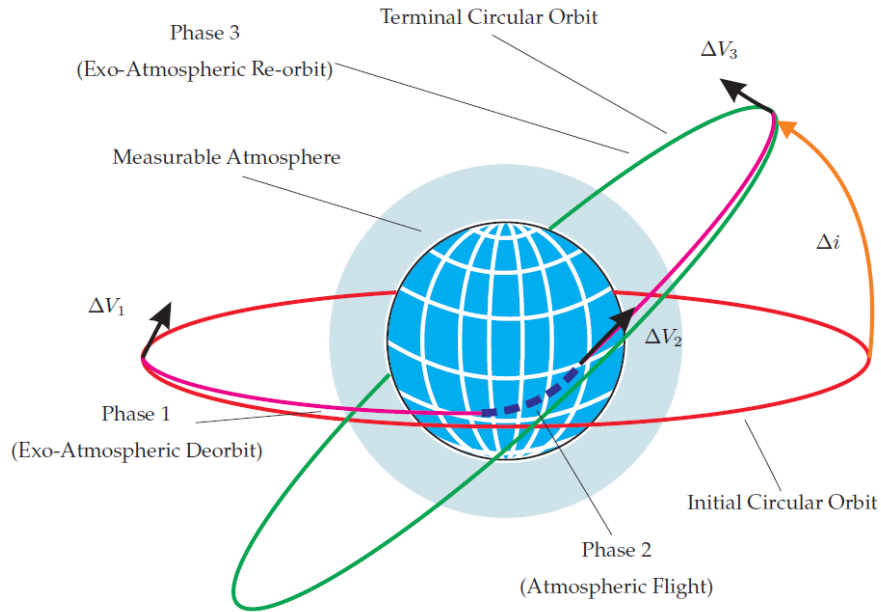 Terminal Circular Orbit
Phase 3
(Exo-Atmospheric Re-orbit)
ΔV₃
Measurable Atmosphere
Δi
ΔV₁
ΔV₂
Phase 1
(Exo-Atmospheric Deorbit)
Initial Circular Orbit
Phase 2
(Atmospheric Flight)